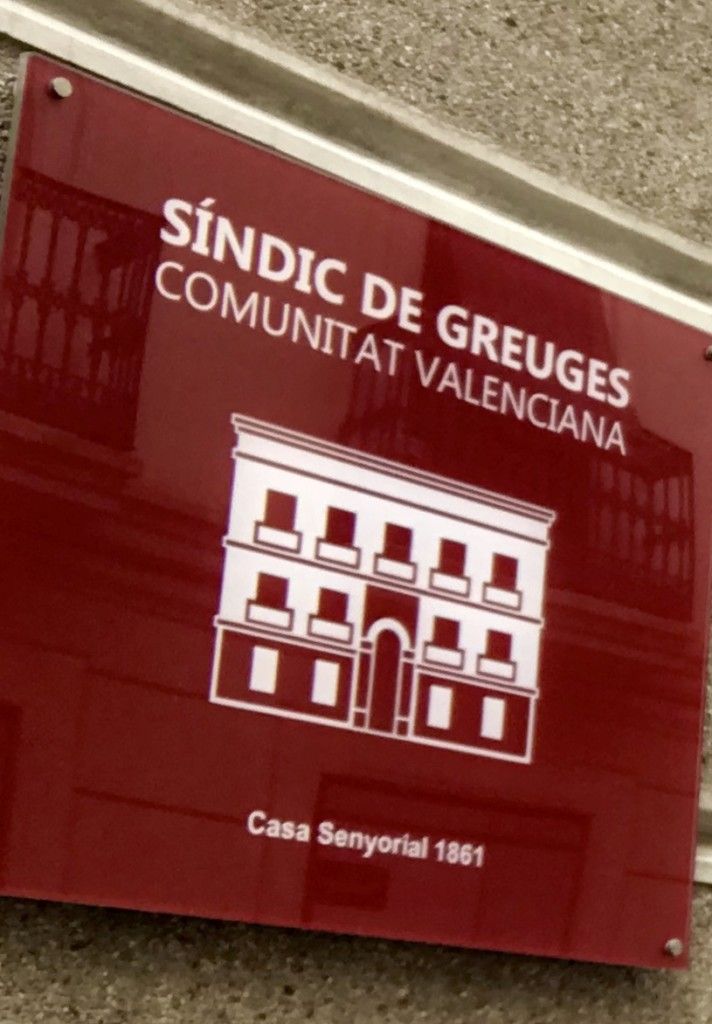 SÍNDIC DE GREUGES
COMUNITAT VALENCIANA
Casa Senyorial 1861